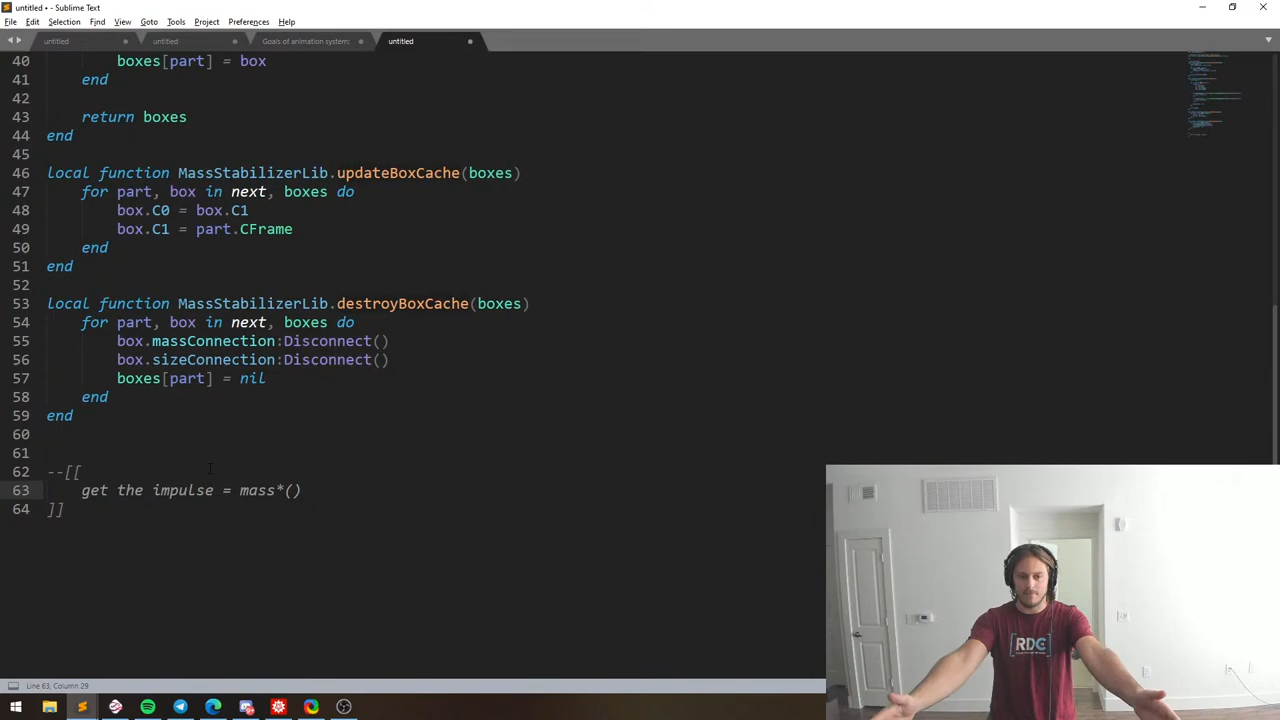 untitled • - Sublime Text
File Edit Selection Find View Goto Tools Project Preferences Help
untitled untitled Goals of animation system: untitled
40 boxes[part] = box
41 end
42
43 return boxes
44 end
45
46 local function MassStabilizerLib.updateBoxCache(boxes)
47 for part, box in next, boxes do
48 box.C0 = box.C1
49 box.C1 = part.CFrame
50 end
51 end
52
53 local function MassStabilizerLib.destroyBoxCache(boxes)
54 for part, box in next, boxes do
55 box.massConnection:Disconnect()
56 box.sizeConnection:Disconnect()
57 boxes[part] = nil
58 end
59 end
60
61
62 --[[
63 get the impulse = mass*()
64 ]]
RDC
Line 63, Column 29